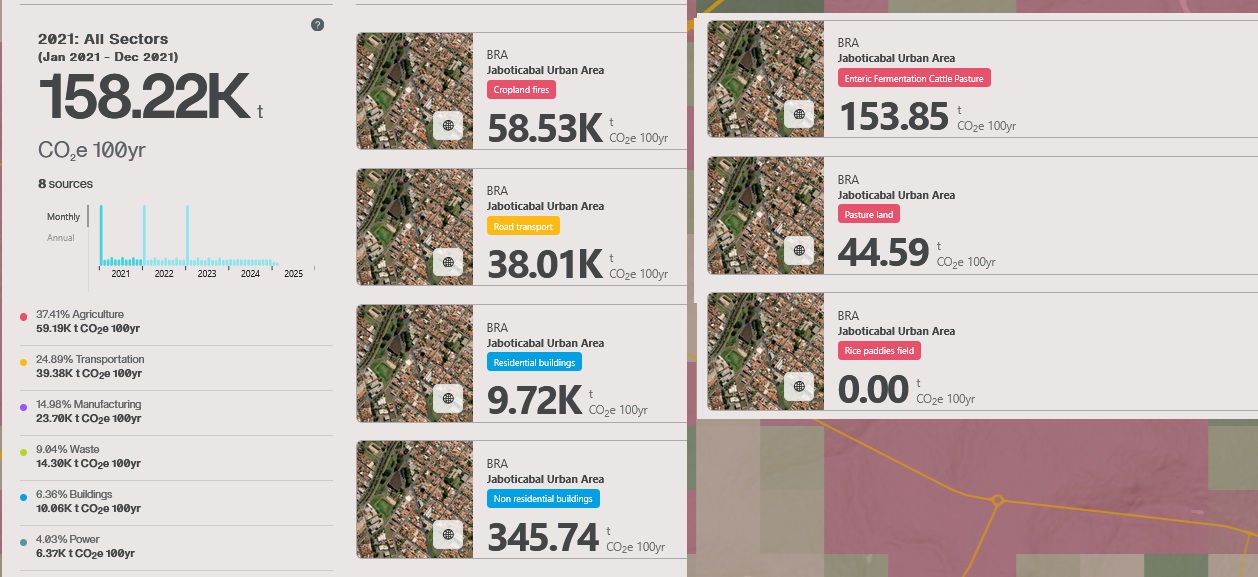 ?
2021: All Sectors
(Jan 2021 - Dec 2021)
158.22K t
CO₂e 100yr
8 sources
Monthly
Annual
2021 2022 2023 2024 2025
37.41% Agriculture
59.19K t CO₂e 100yr
24.89% Transportation
39.38K t CO₂e 100yr
14.98% Manufacturing
23.70K t CO₂e 100yr
9.04% Waste
14.30K t CO₂e 100yr
6.36% Buildings
10.06K t CO₂e 100yr
4.03% Power
6.37K t CO₂e 100yr
BRA
Jaboticabal Urban Area
Cropland fires
58.53K t
CO₂e 100yr
BRA
Jaboticabal Urban Area
Road transport
38.01K t
CO₂e 100yr
BRA
Jaboticabal Urban Area
Residential buildings
9.72K t
CO₂e 100yr
BRA
Jaboticabal Urban Area
Non residential buildings
345.74 t
CO₂e 100yr
BRA
Jaboticabal Urban Area
Enteric Fermentation Cattle Pasture
153.85 t
CO₂e 100yr
BRA
Jaboticabal Urban Area
Pasture land
44.59 t
CO₂e 100yr
BRA
Jaboticabal Urban Area
Rice paddies field
0.00 t
CO₂e 100yr